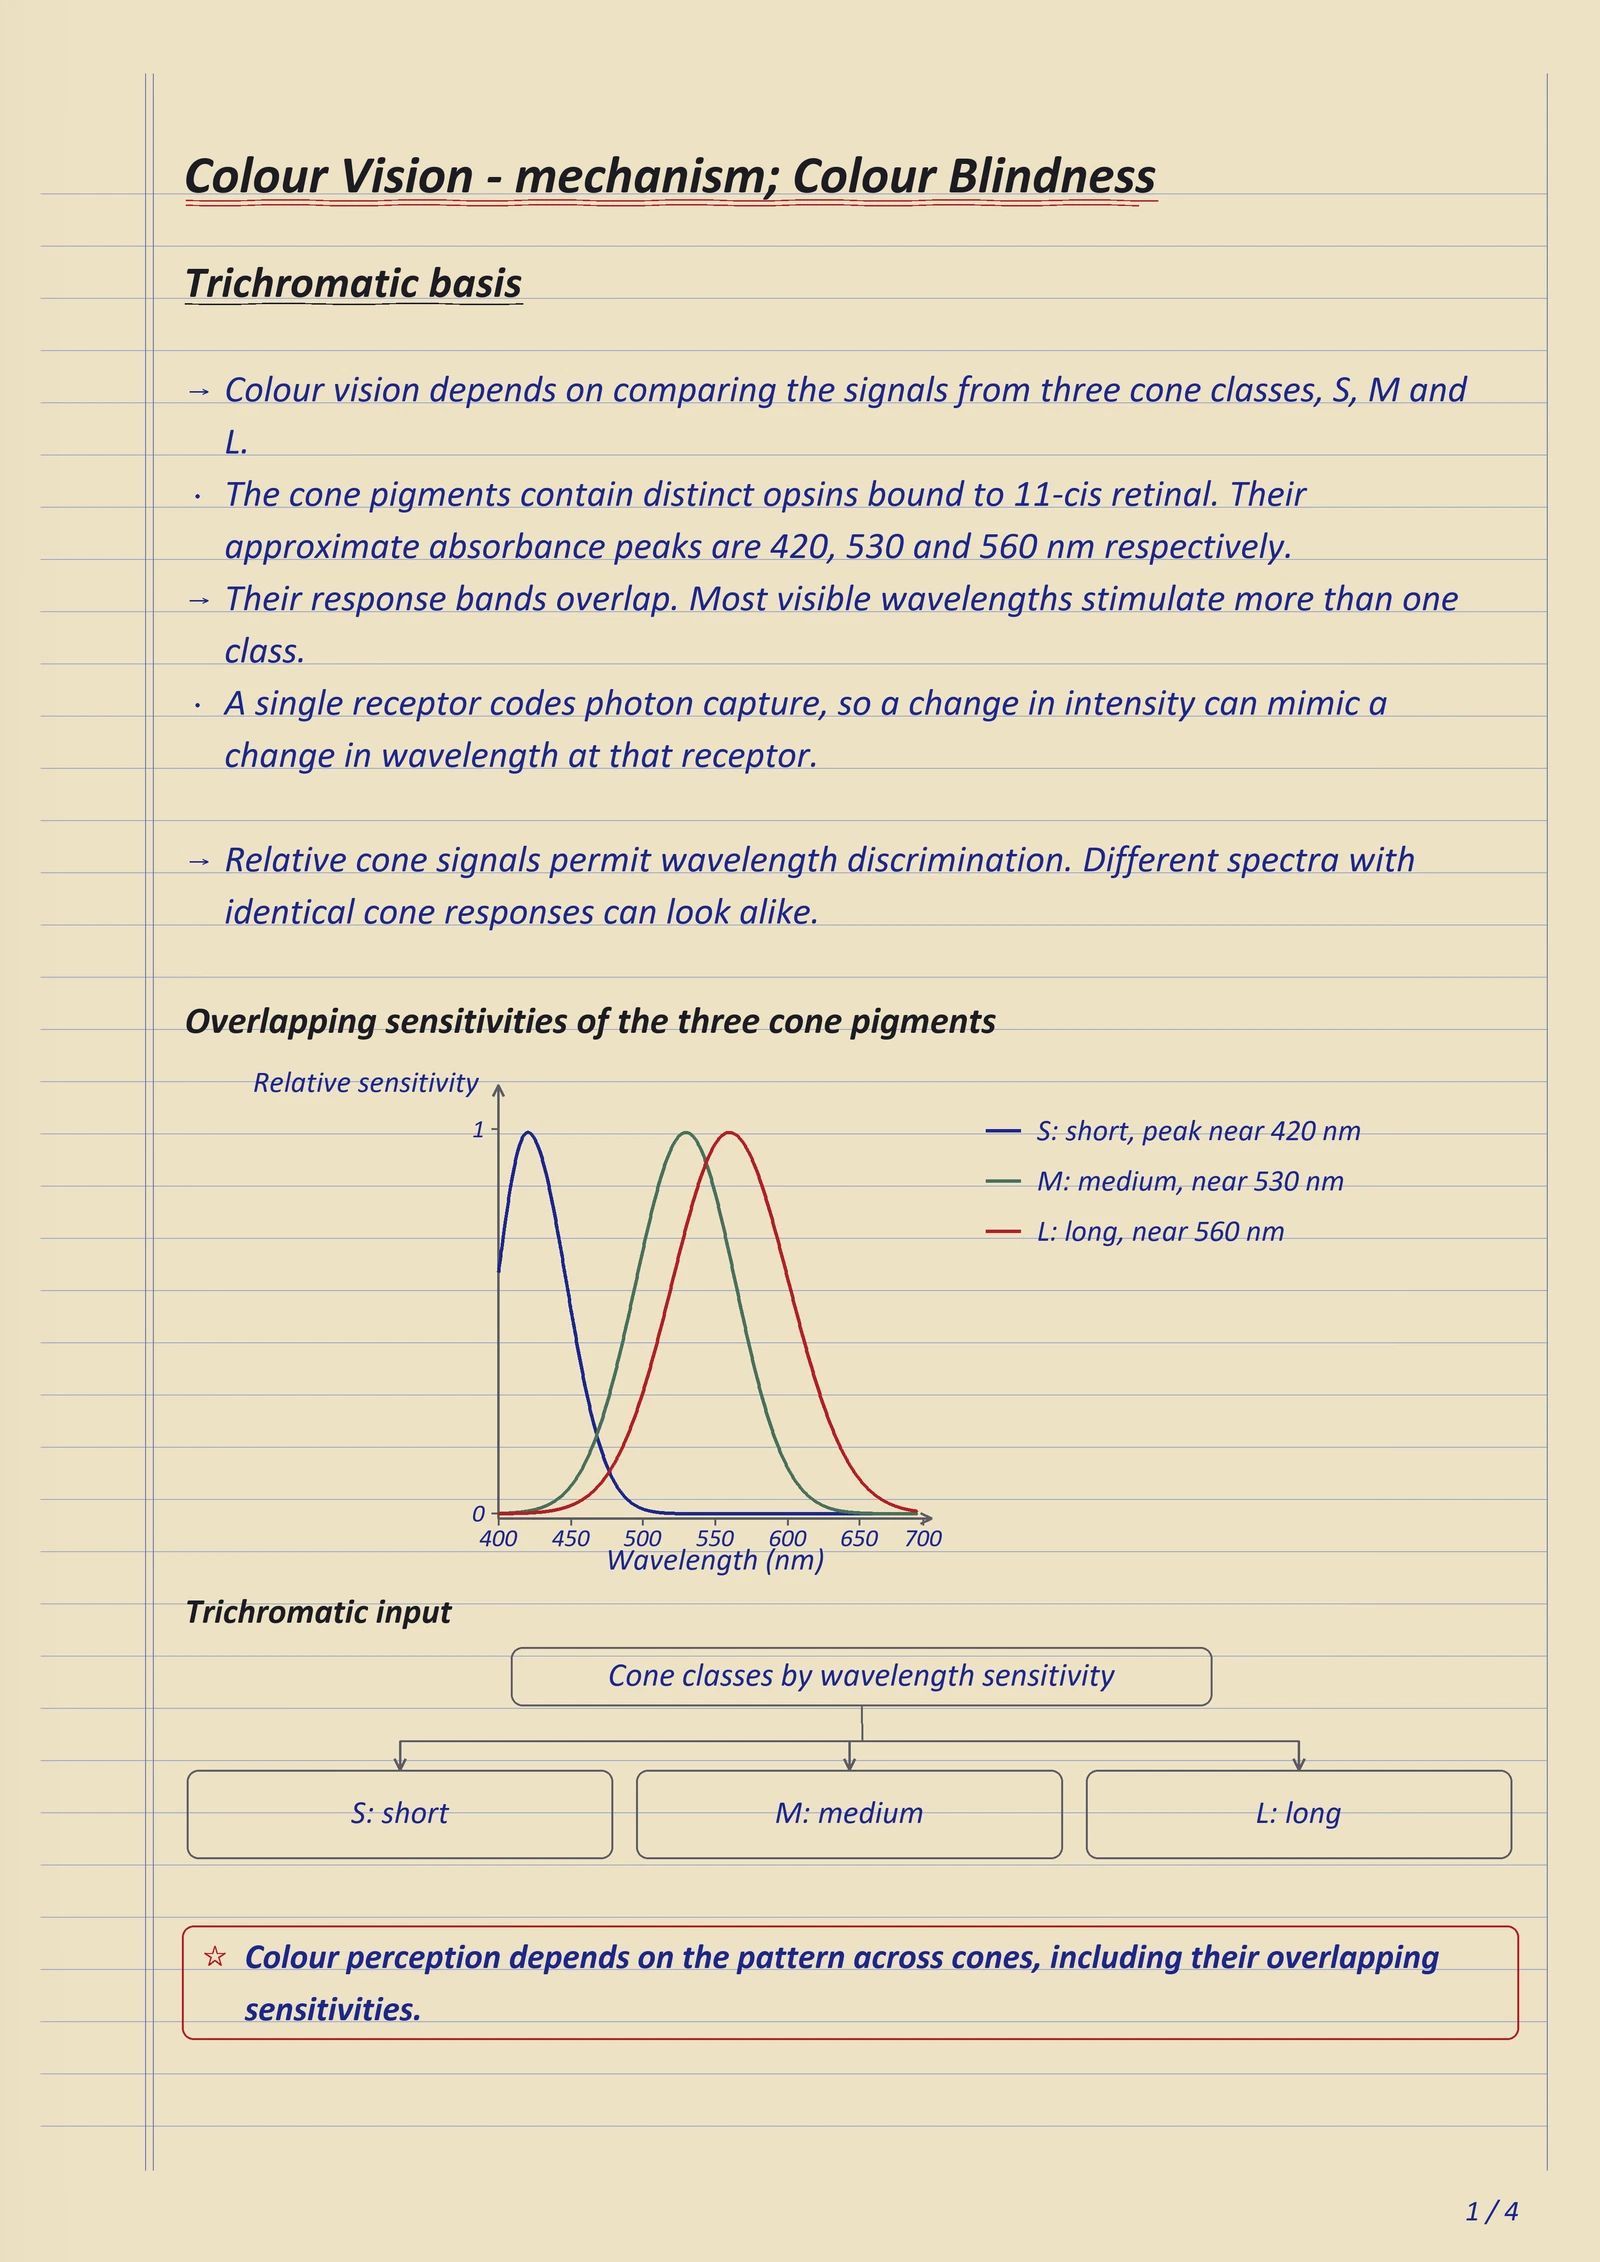 Colour Vision - mechanism; Colour Blindness
Trichromatic basis
→ Colour vision depends on comparing the signals from three cone classes, S, M and
L.
· The cone pigments contain distinct opsins bound to 11-cis retinal. Their
approximate absorbance peaks are 420, 530 and 560 nm respectively.
→ Their response bands overlap. Most visible wavelengths stimulate more than one
class.
· A single receptor codes photon capture, so a change in intensity can mimic a
change in wavelength at that receptor.
→ Relative cone signals permit wavelength discrimination. Different spectra with
identical cone responses can look alike.
Overlapping sensitivities of the three cone pigments
Relative sensitivity
1
S: short, peak near 420 nm
M: medium, near 530 nm
L: long, near 560 nm
0
400 450 500 550 600 650 700
Wavelength (nm)
Trichromatic input
Cone classes by wavelength sensitivity
S: short M: medium L: long
☆ Colour perception depends on the pattern across cones, including their overlapping
sensitivities.
1 / 4